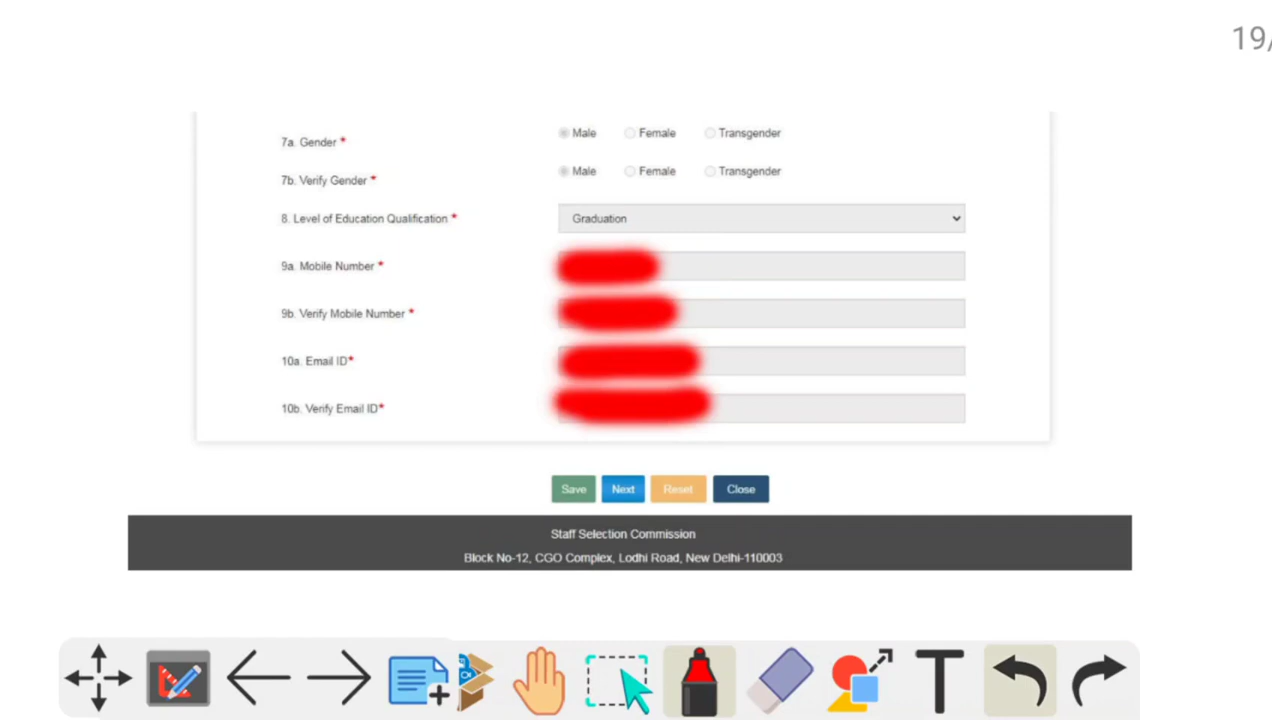 19/
7a. Gender *
Male Female Transgender
7b. Verify Gender *
Male Female Transgender
8. Level of Education Qualification *
Graduation
9a. Mobile Number *
9b. Verify Mobile Number *
10a. Email ID*
10b. Verify Email ID*
Save Next Reset Close
Staff Selection Commission
Block No-12, CGO Complex, Lodhi Road, New Delhi-110003
T